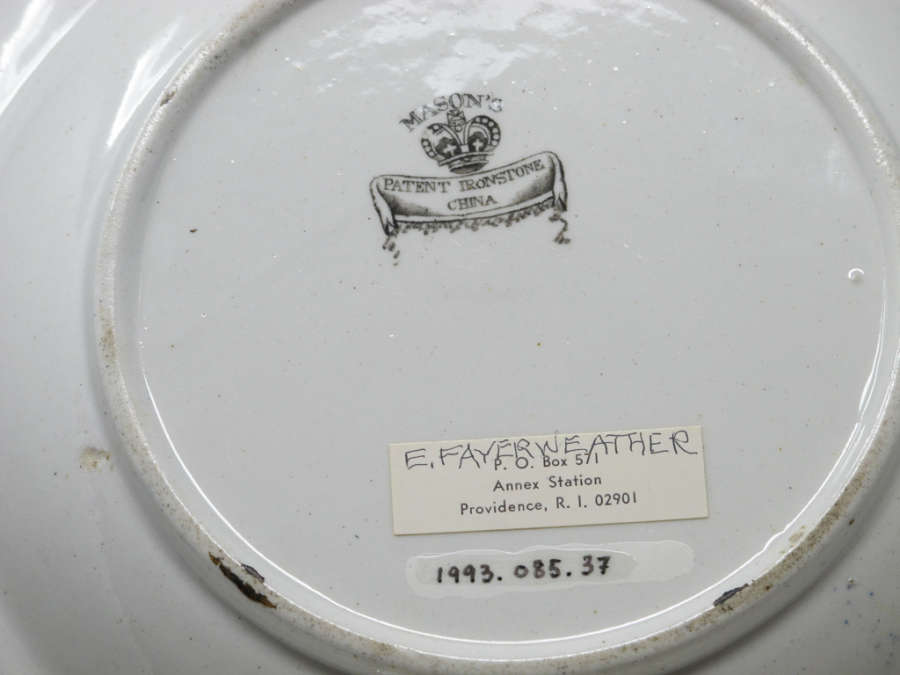 MASON'S
PATENT IRONSTONE
CHINA
E. FAYERWEATHER
P. O. Box 571
Annex Station
Providence, R. I. 02901
1993.085.37